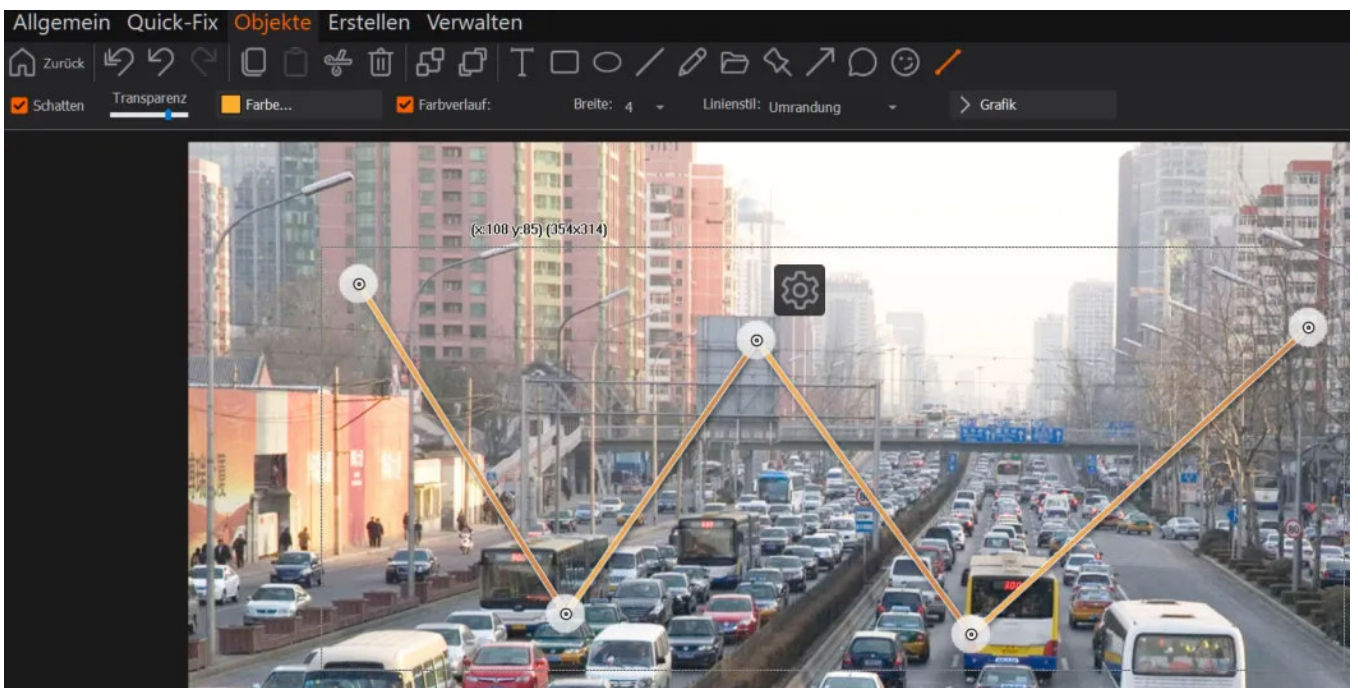 Allgemein Quick-Fix Objekte Erstellen Verwalten
Zurück
Schatten Transparenz Farbe... Farbverlauf: Breite: 4 Linienstil: Umrandung Grafik
(x:108 y:85) (354x314)